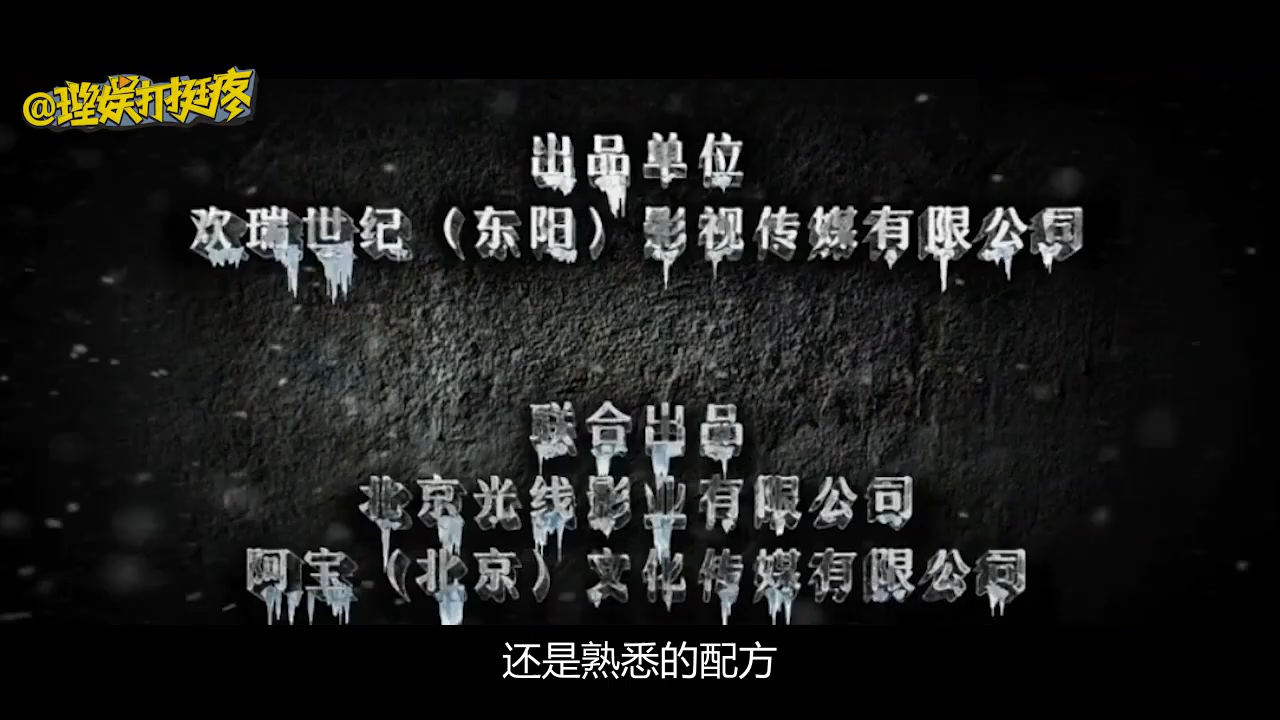 @理娱打挺疼
出品单位
欢瑞世纪（东阳）影视传媒有限公司
联合出品
北京光线影业有限公司
阿宝（北京）文化传媒有限公司
还是熟悉的配方